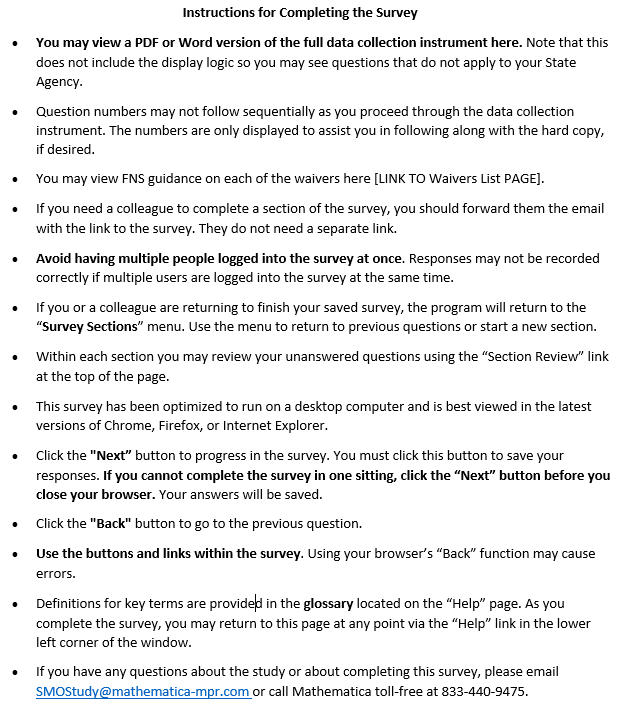 Instructions for Completing the Survey
• You may view a PDF or Word version of the full data collection instrument here. Note that this
does not include the display logic so you may see questions that do not apply to your State
Agency.
• Question numbers may not follow sequentially as you proceed through the data collection
instrument. The numbers are only displayed to assist you in following along with the hard copy,
if desired.
• You may view FNS guidance on each of the waivers here [LINK TO Waivers List PAGE].
• If you need a colleague to complete a section of the survey, you should forward them the email
with the link to the survey. They do not need a separate link.
• Avoid having multiple people logged into the survey at once. Responses may not be recorded
correctly if multiple users are logged into the survey at the same time.
• If you or a colleague are returning to finish your saved survey, the program will return to the
“Survey Sections” menu. Use the menu to return to previous questions or start a new section.
• Within each section you may review your unanswered questions using the “Section Review” link
at the top of the page.
• This survey has been optimized to run on a desktop computer and is best viewed in the latest
versions of Chrome, Firefox, or Internet Explorer.
• Click the "Next” button to progress in the survey. You must click this button to save your
responses. If you cannot complete the survey in one sitting, click the “Next” button before you
close your browser. Your answers will be saved.
• Click the "Back" button to go to the previous question.
• Use the buttons and links within the survey. Using your browser’s “Back” function may cause
errors.
• Definitions for key terms are provided in the glossary located on the “Help” page. As you
complete the survey, you may return to this page at any point via the “Help” link in the lower
left corner of the window.
• If you have any questions about the study or about completing this survey, please email
SMOStudy@mathematica-mpr.com or call Mathematica toll-free at 833-440-9475.